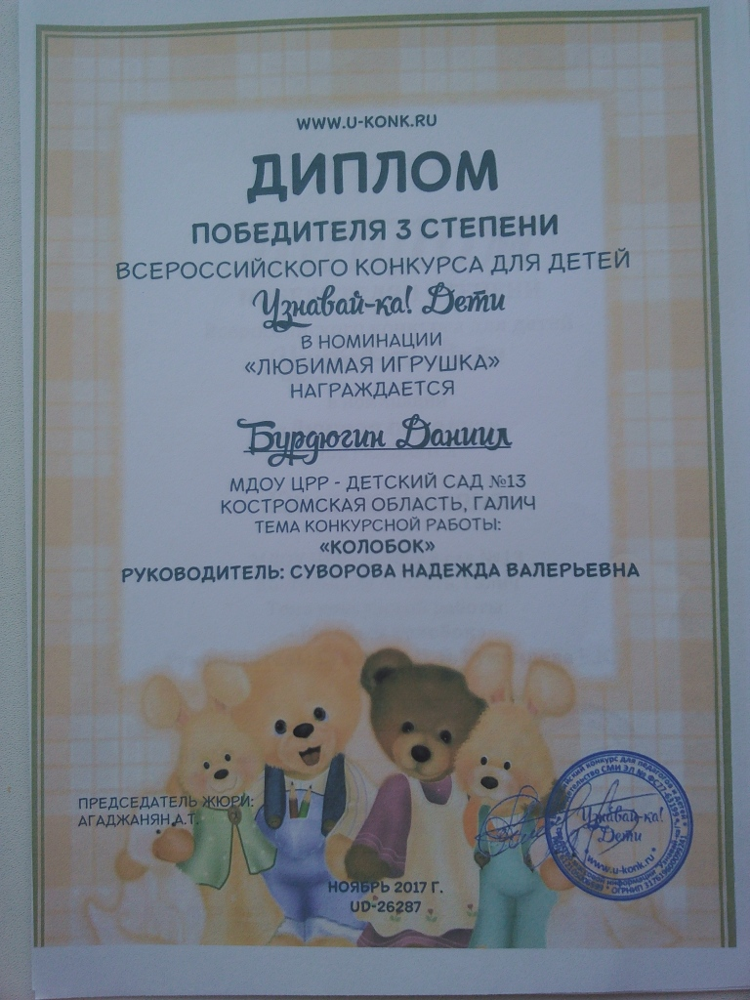 WWW.U-KONK.RU
ДИПЛОМ
ПОБЕДИТЕЛЯ 3 СТЕПЕНИ
ВСЕРОССИЙСКОГО КОНКУРСА ДЛЯ ДЕТЕЙ
Узнавай-ка! Дети
В НОМИНАЦИИ
«ЛЮБИМАЯ ИГРУШКА»
НАГРАЖДАЕТСЯ
Бурдюгин Даниил
МДОУ ЦРР - ДЕТСКИЙ САД №13
КОСТРОМСКАЯ ОБЛАСТЬ, ГАЛИЧ
ТЕМА КОНКУРСНОЙ РАБОТЫ:
«КОЛОБОК»
РУКОВОДИТЕЛЬ: СУВОРОВА НАДЕЖДА ВАЛЕРЬЕВНА
ПРЕДСЕДАТЕЛЬ ЖЮРИ:
АГАДЖАНЯН А.Т.
Узнавай-ка!
Дети
www.u-konk.ru
НОЯБРЬ 2017 Г.
UD-26287